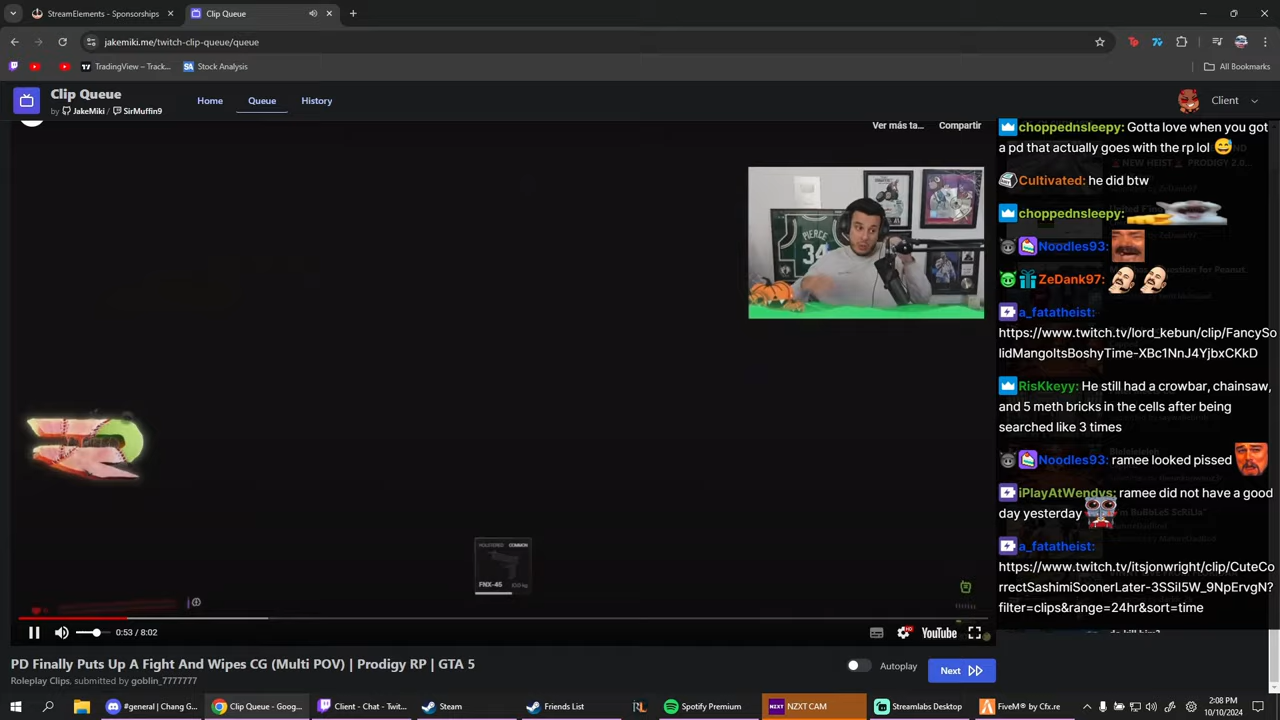 StreamElements - Sponsorships
Clip Queue
jakemiki.me/twitch-clip-queue/queue
TradingView – Track...
SA
Stock Analysis
All Bookmarks
Clip Queue
by JakeMiki / SirMuffin9
Home
Queue
History
Client
Ver más ta...
Compartir
PIERCE
34
choppednsleepy: Gotta love when you got
a pd that actually goes with the rp lol
Cultivated: he did btw
choppednsleepy:
Noodles93:
ZeDank97:
a_fatatheist:
https://www.twitch.tv/lord_kebun/clip/FancySo
lidMangoItsBoshyTime-XBc1NnJ4YjbxCKkD
RisKkeyy: He still had a crowbar, chainsaw,
and 5 meth bricks in the cells after being
searched like 3 times
Noodles93: ramee looked pissed
iPlayAtWendys: ramee did not have a good
day yesterday
a_fatatheist:
https://www.twitch.tv/itsjonwright/clip/CuteCo
rrectSashimiSoonerLater-3SSil5W_9NpErvgN?
filter=clips&range=24hr&sort=time
HOLSTERED COMMON
FNX-45
0:53 / 8:02
HD
YouTube
PD Finally Puts Up A Fight And Wipes CG (Multi POV) | Prodigy RP | GTA 5
Roleplay Clips, submitted by goblin_7777777
Autoplay
Next
#general | Chang G...
Clip Queue - Goog...
Client - Chat - Twit...
Steam
Friends List
Spotify Premium
NZXT
NZXT CAM
Streamlabs Desktop
FiveM® by Cfx.re
2:08 PM
10/10/2024